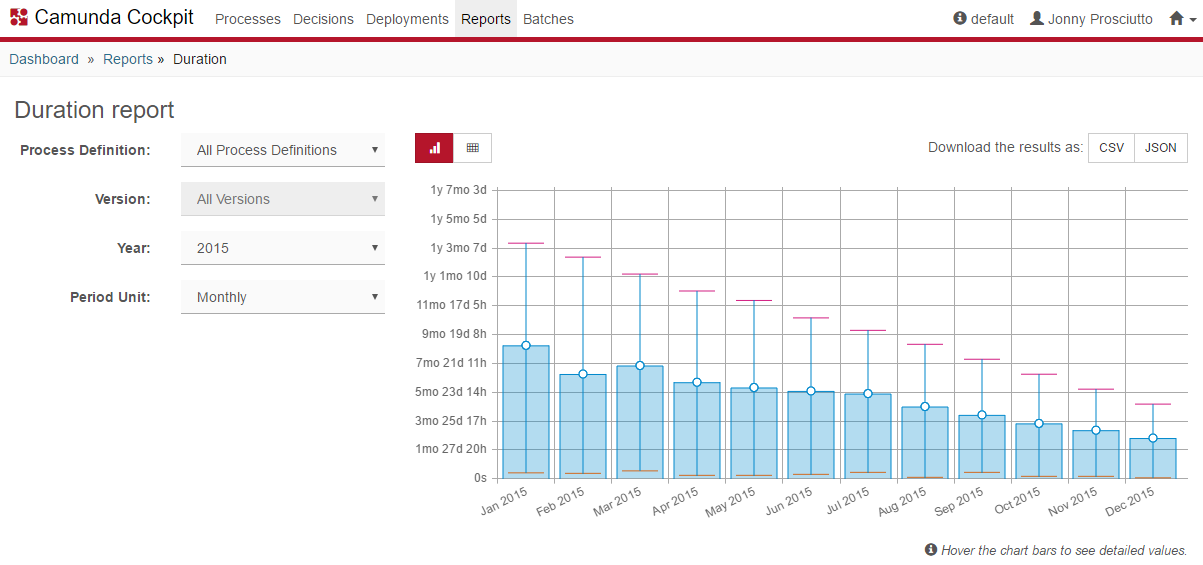 Camunda Cockpit Processes Decisions Deployments Reports Batches default Jonny Prosciutto
Dashboard » Reports » Duration
Duration report
Process Definition: All Process Definitions
Version: All Versions
Year: 2015
Period Unit: Monthly
Download the results as: CSV JSON
1y 7mo 3d
1y 5mo 5d
1y 3mo 7d
1y 1mo 10d
11mo 17d 5h
9mo 19d 8h
7mo 21d 11h
5mo 23d 14h
3mo 25d 17h
1mo 27d 20h
0s
Jan 2015 Feb 2015 Mar 2015 Apr 2015 May 2015 Jun 2015 Jul 2015 Aug 2015 Sep 2015 Oct 2015 Nov 2015 Dec 2015
Hover the chart bars to see detailed values.